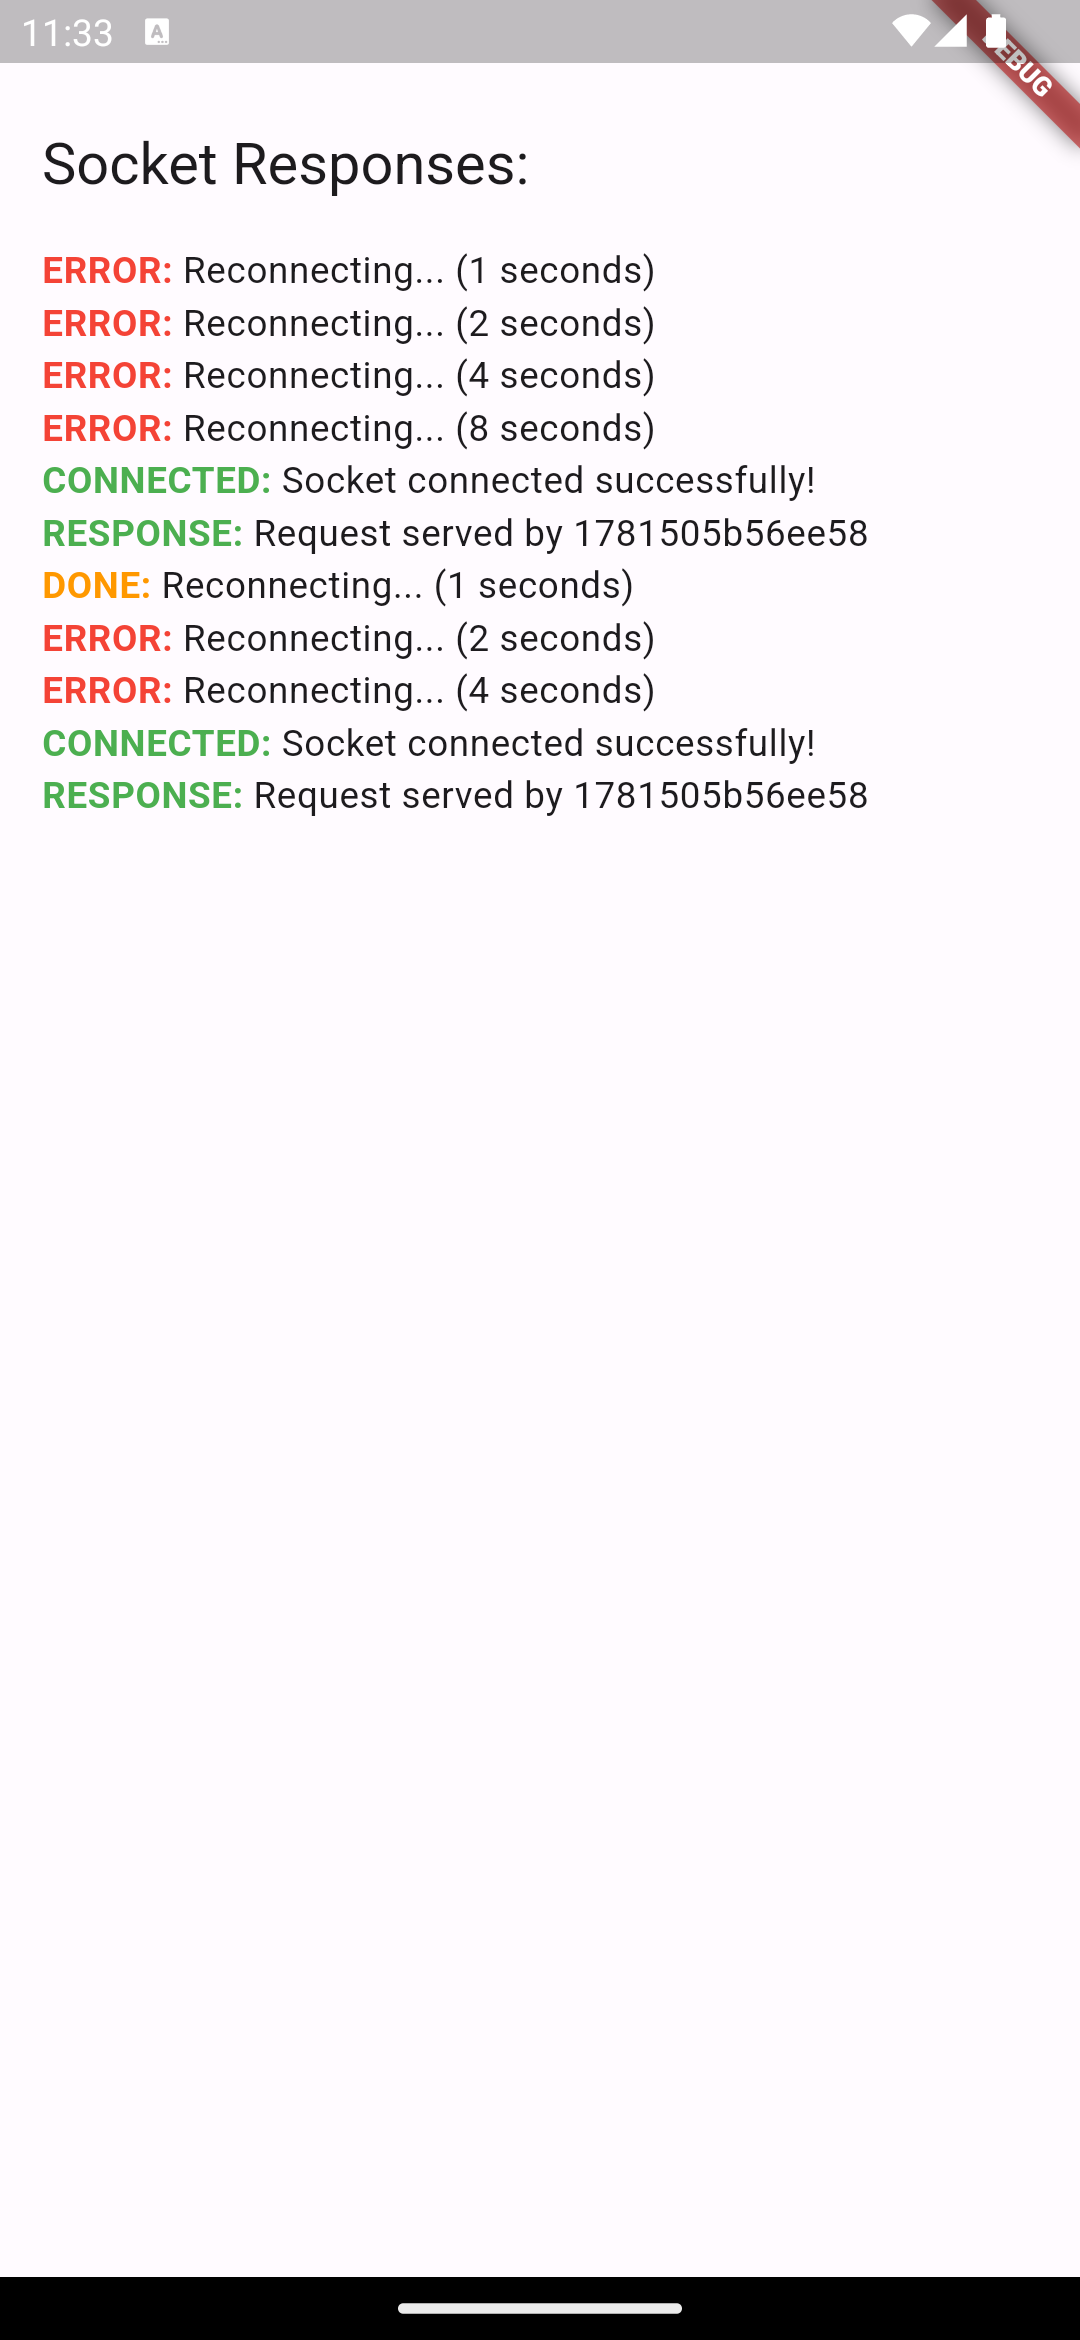 11:33
DEBUG
Socket Responses:
ERROR: Reconnecting... (1 seconds)
ERROR: Reconnecting... (2 seconds)
ERROR: Reconnecting... (4 seconds)
ERROR: Reconnecting... (8 seconds)
CONNECTED: Socket connected successfully!
RESPONSE: Request served by 1781505b56ee58
DONE: Reconnecting... (1 seconds)
ERROR: Reconnecting... (2 seconds)
ERROR: Reconnecting... (4 seconds)
CONNECTED: Socket connected successfully!
RESPONSE: Request served by 1781505b56ee58